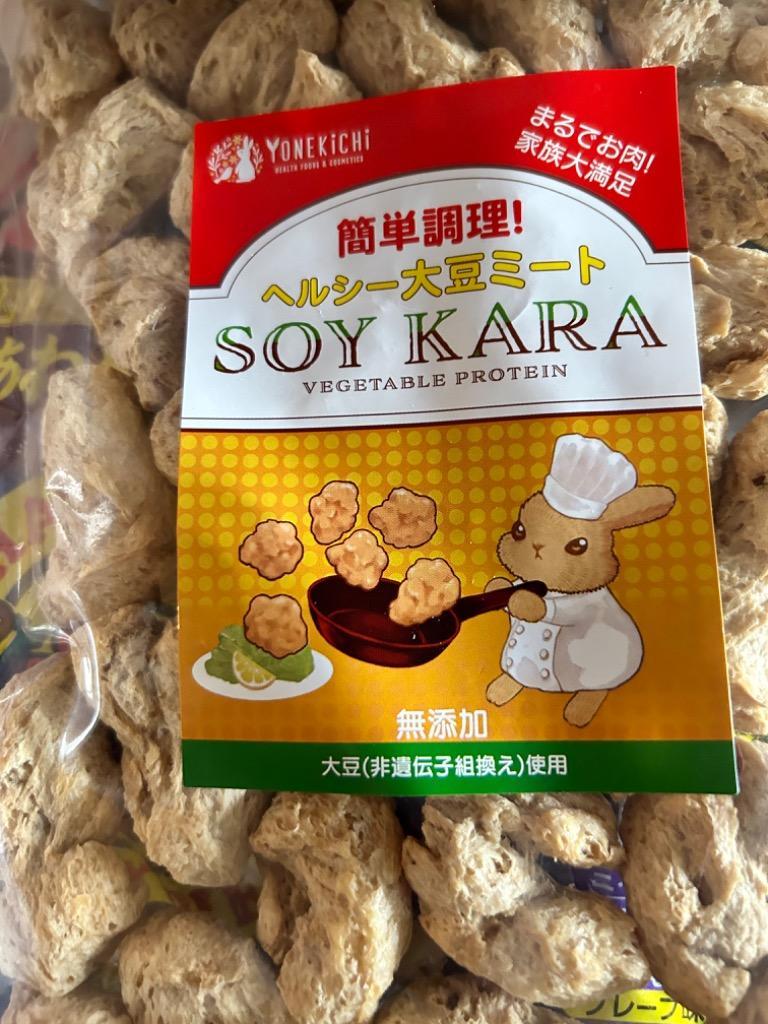 YONEKICHI
HEALTH FOODS & COSMETICS
まるでお肉!
家族大満足
簡単調理!
ヘルシー大豆ミート
SOY KARA
VEGETABLE PROTEIN
無添加
大豆(非遺伝子組換え)使用